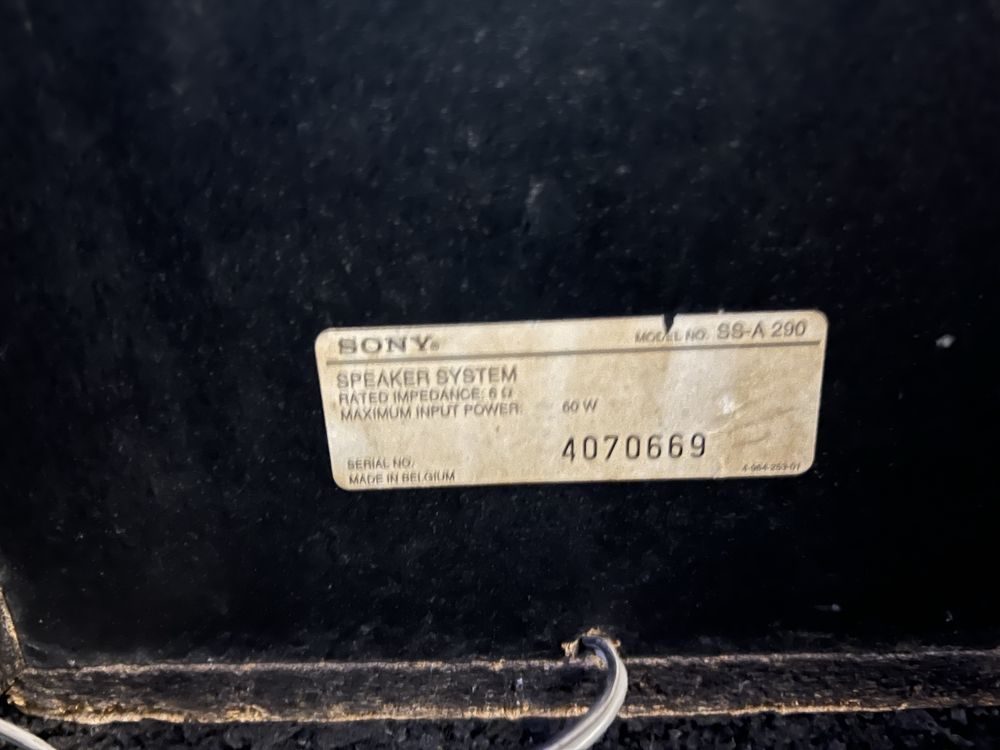 SONY® MODEL NO. SS-A 290
SPEAKER SYSTEM
RATED IMPEDANCE: 6 Ω
MAXIMUM INPUT POWER: 60 W
SERIAL NO. 4070669
MADE IN BELGIUM 4-964-253-01